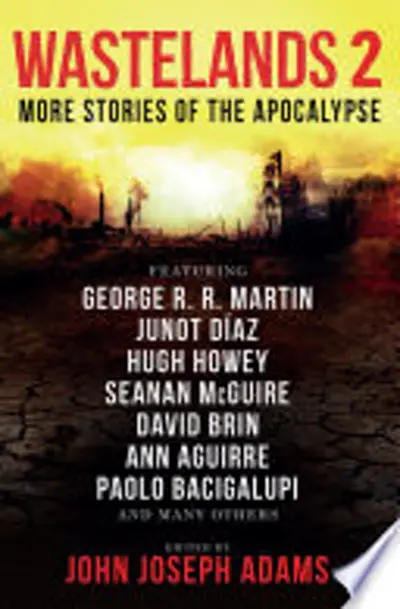 WASTELANDS 2
MORE STORIES OF THE APOCALYPSE
FEATURING
GEORGE R. R. MARTIN
JUNOT DÍAZ
HUGH HOWEY
SEANAN McGUIRE
DAVID BRIN
ANN AGUIRRE
PAOLO BACIGALUPI
AND MANY OTHERS
EDITED BY
JOHN JOSEPH ADAMS